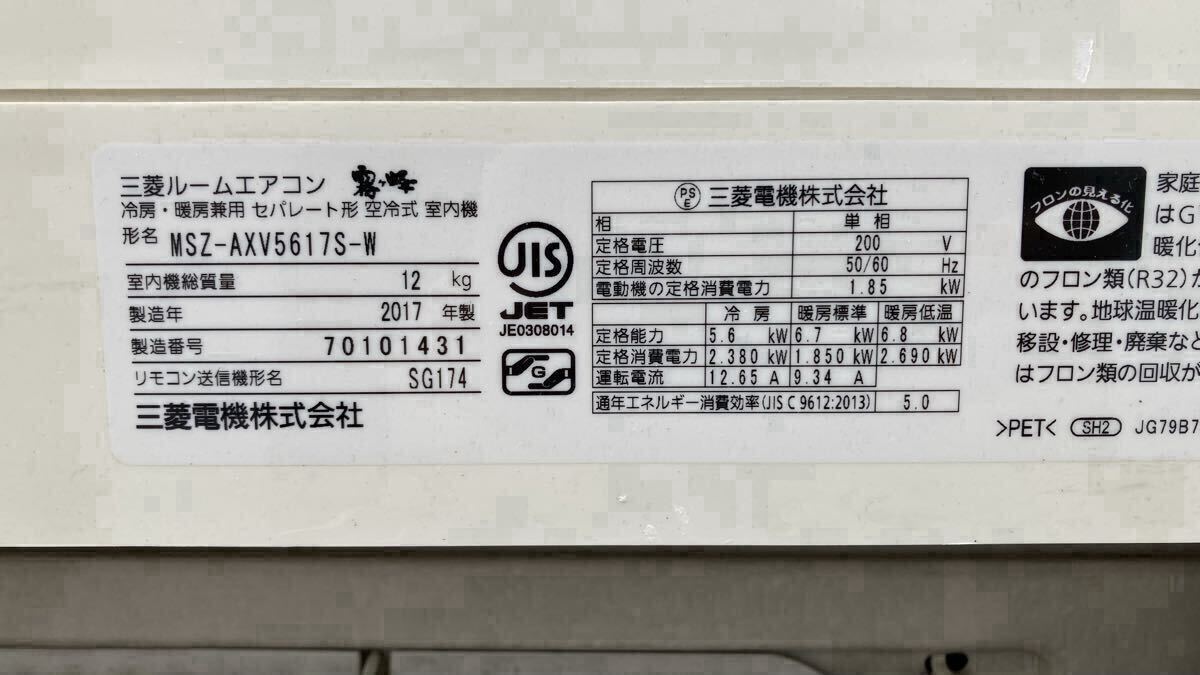 三菱ルームエアコン 霧ヶ峰
冷房・暖房兼用 セパレート形 空冷式 室内機
形名 MSZ-AXV5617S-W
室内機総質量 12 kg
製造年 2017 年製
製造番号 70101431
リモコン送信機形名 SG174
三菱電機株式会社
JIS
JET
JE0308014
G
PS E 三菱電機株式会社
相 単相
定格電圧 200 V
定格周波数 50/60 Hz
電動機の定格消費電力 1.85 kW
冷房 暖房標準 暖房低温
定格能力 5.6 kW 6.7 kW 6.8 kW
定格消費電力 2.380 kW 1.850 kW 2.690 kW
運転電流 12.65 A 9.34 A
通年エネルギー消費効率(JIS C 9612:2013) 5.0
フロンの見える化
家庭
はG
暖化
のフロン類(R32)が
います。地球温暖化
移設・修理・廃棄など
はフロン類の回収が
>PET< SH2 JG79B7